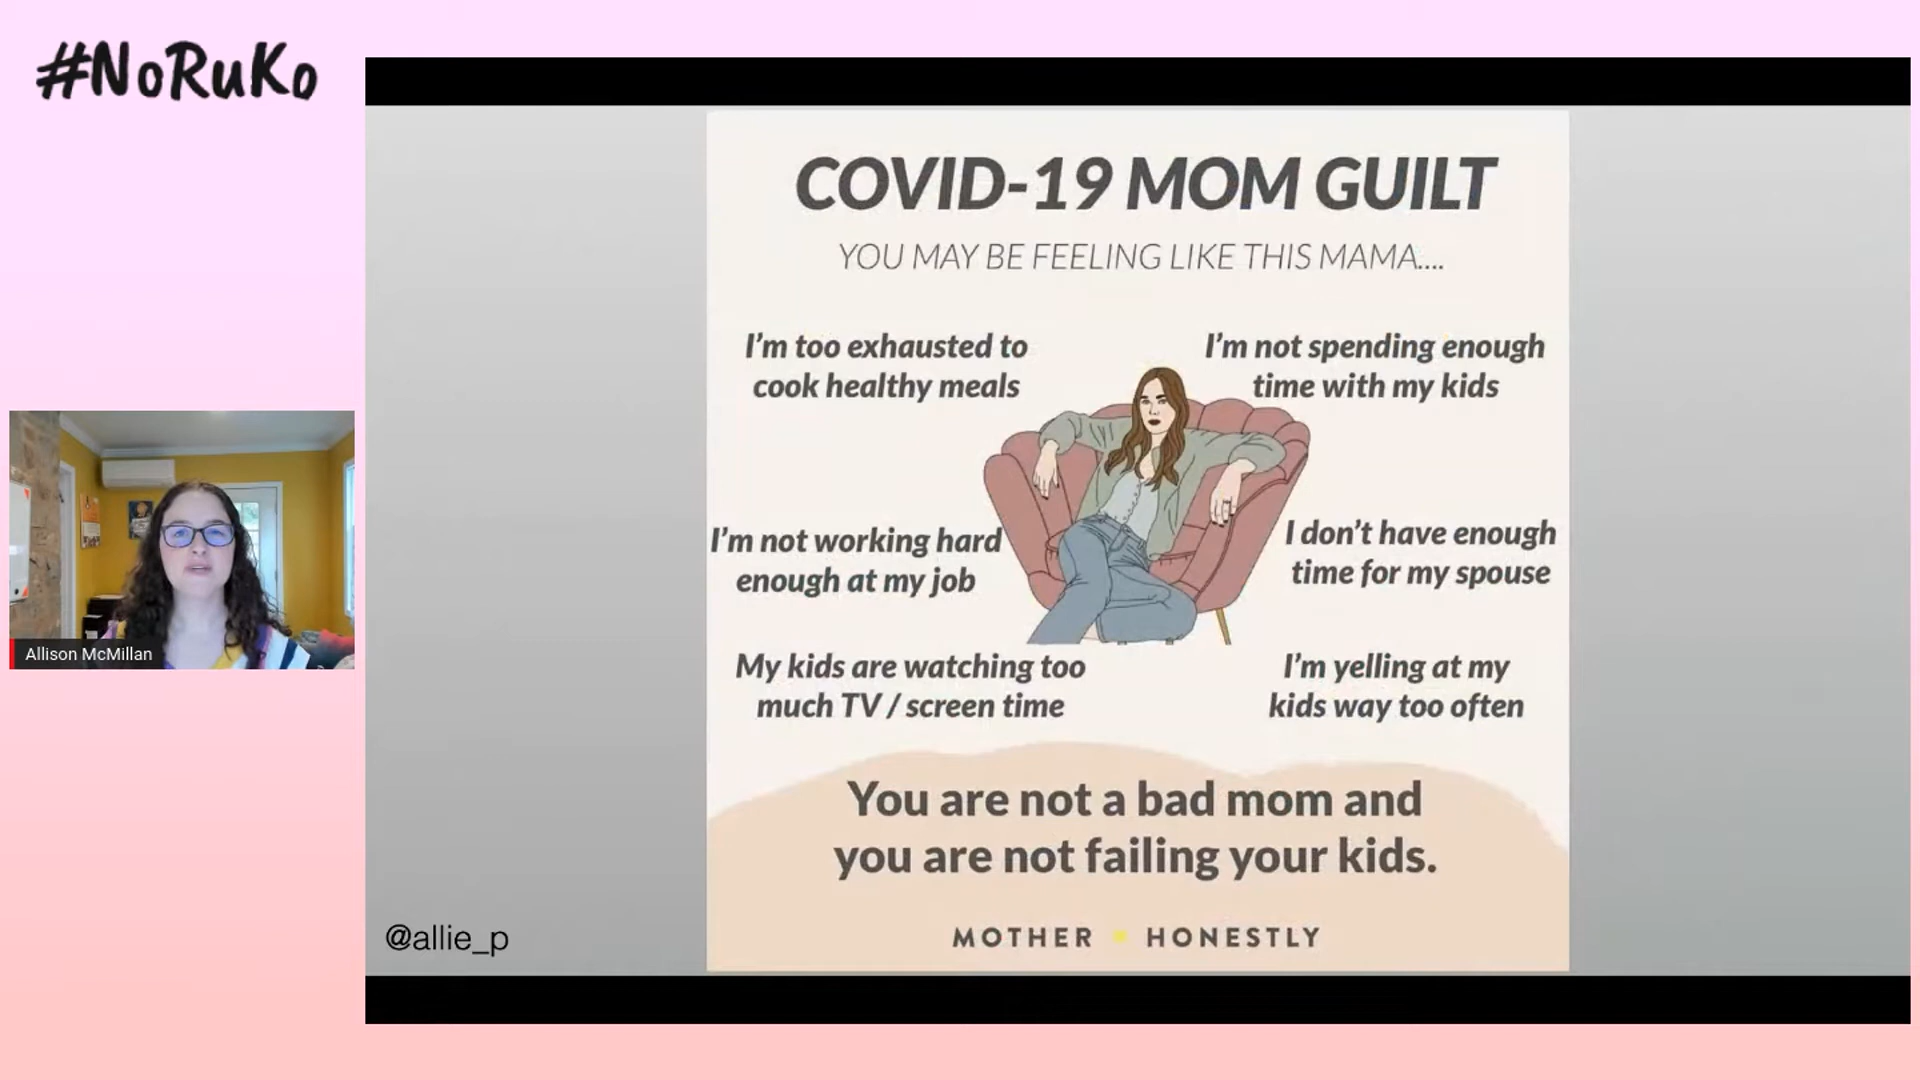 #NoRuKo
COVID-19 MOM GUILT
YOU MAY BE FEELING LIKE THIS MAMA....
I'm too exhausted to
cook healthy meals
I'm not spending enough
time with my kids
I'm not working hard
enough at my job
I don't have enough
time for my spouse
My kids are watching too
much TV / screen time
I'm yelling at my
kids way too often
You are not a bad mom and
you are not failing your kids.
MOTHER • HONESTLY
@allie_p
Allison McMillan